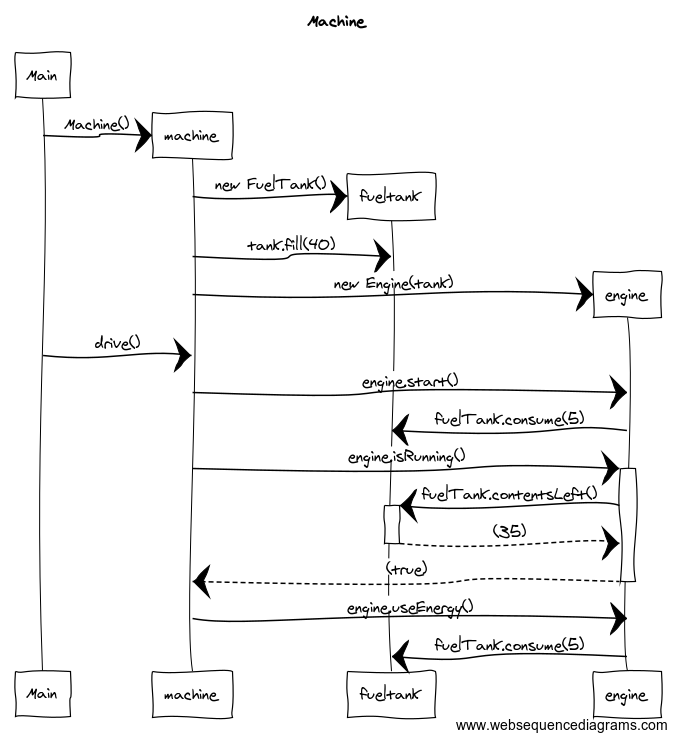 Machine
Main
Machine()
machine
new FuelTank()
fueltank
tank.fill(40)
new Engine(tank)
engine
drive()
engine.start()
fuelTank.consume(5)
engine.isRunning()
fuelTank.contentsLeft()
(35)
(true)
engine.useEnergy()
fuelTank.consume(5)
Main machine fueltank engine
www.websequencediagrams.com